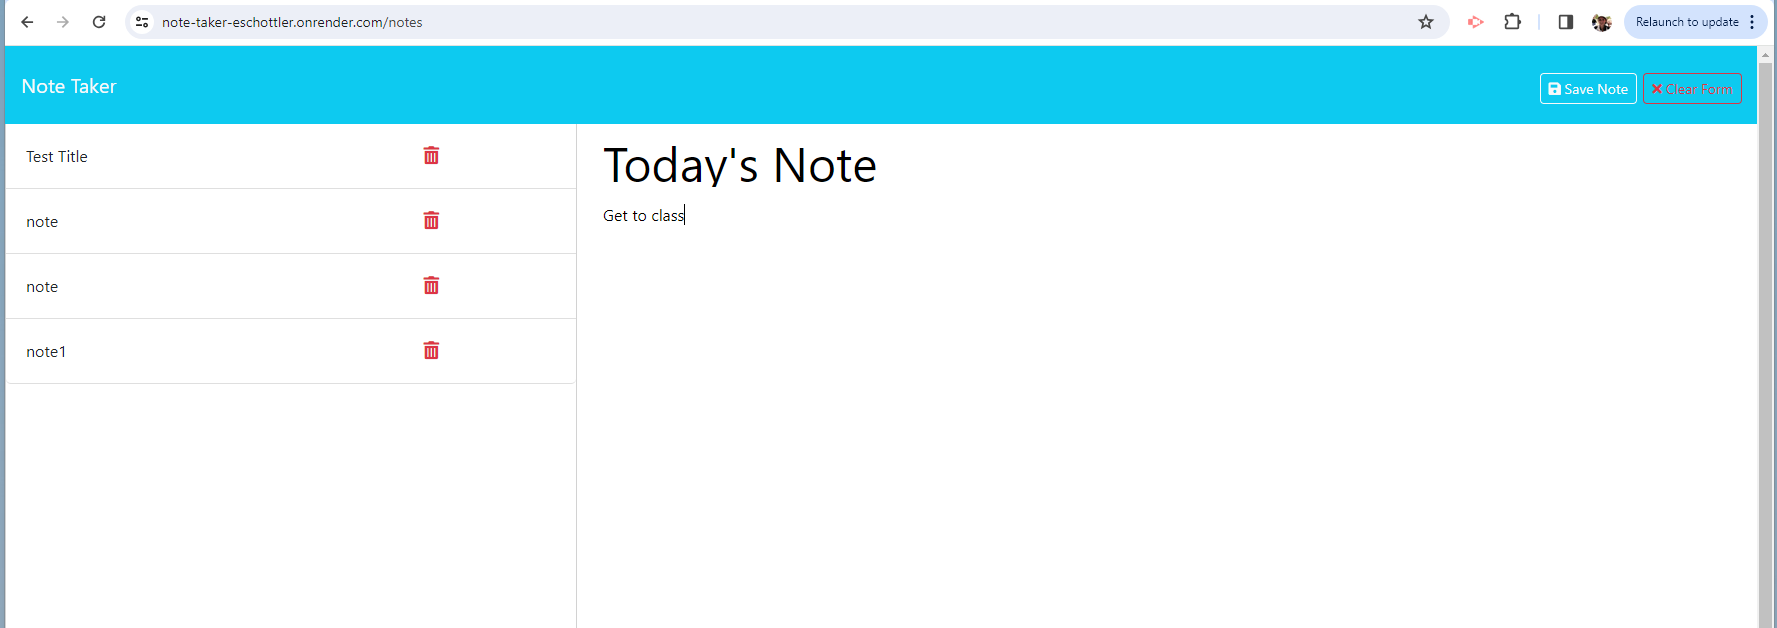 note-taker-eschottler.onrender.com/notes
Relaunch to update
Note Taker
Save Note
Clear Form
Test Title
note
note
note1
Today's Note
Get to class